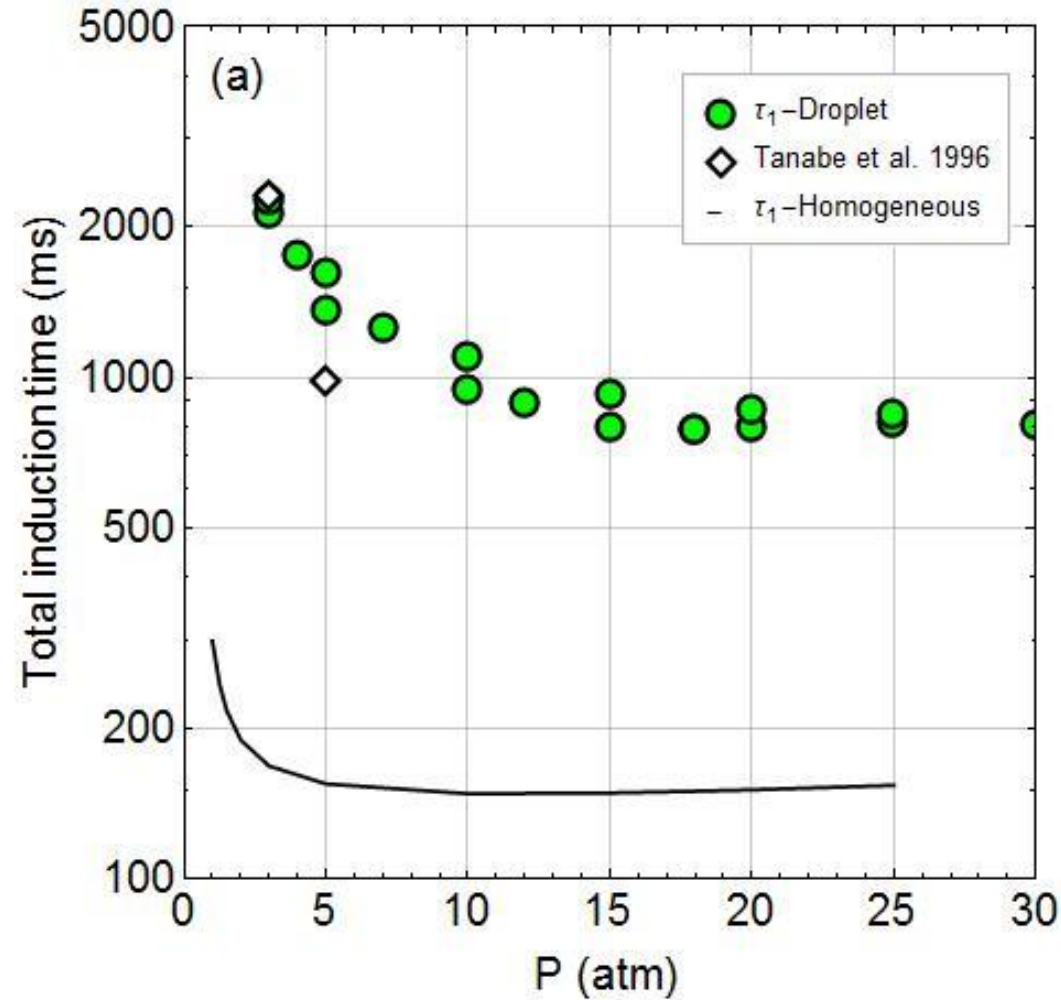 5000
(a)
τ₁–Droplet
Tanabe et al. 1996
τ₁–Homogeneous
2000
1000
500
200
100
Total induction time (ms)
0 5 10 15 20 25 30
P (atm)